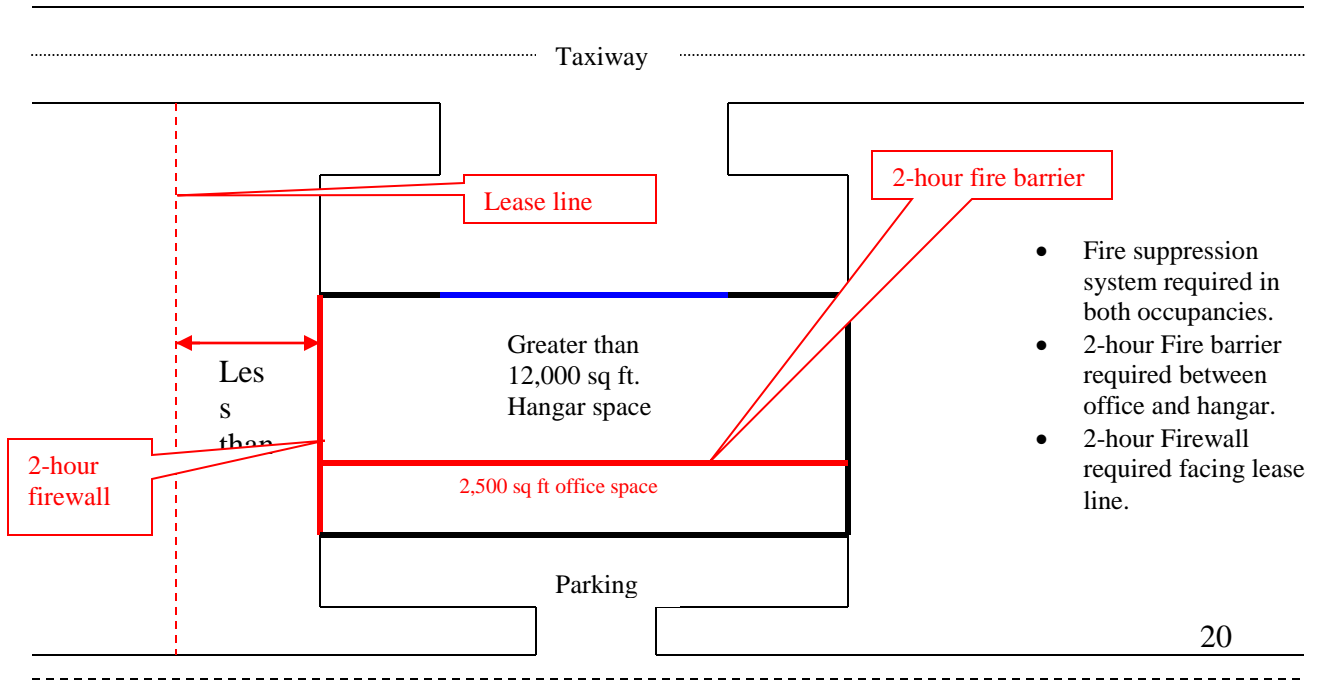 Taxiway
Lease line
2-hour fire barrier
Greater than
12,000 sq ft.
Hangar space
Les
s
than
2-hour
firewall
2,500 sq ft office space
Parking
• Fire suppression
system required in
both occupancies.
• 2-hour Fire barrier
required between
office and hangar.
• 2-hour Firewall
required facing lease
line.
20